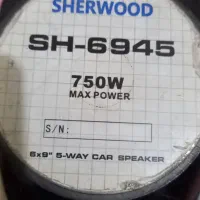 SHERWOOD
SH-6945
750W
MAX POWER
S/N:
6x9" 5-WAY CAR SPEAKER